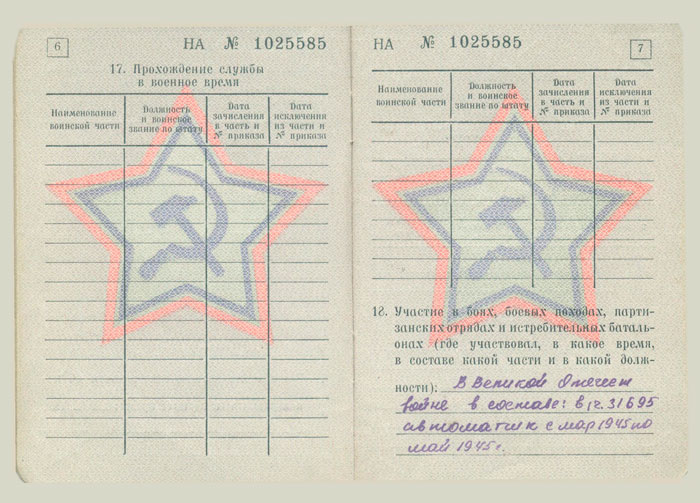 6
НА № 1025585
17. Прохождение службы
в военное время
Наименование
воинской части
Должность
и воинское
звание по штату
Дата
зачисления
в часть и
№ приказа
Дата
исключения
из части и
№ приказа
НА № 1025585
7
Наименование
воинской части
Должность
и воинское
звание по штату
Дата
зачисления
в часть и
№ приказа
Дата
исключения
из части и
№ приказа
18. Участие в боях, боевых походах, парти-
занских отрядах и истребительных баталь-
онах (где участвовал, в какое время,
в составе какой части и в какой долж-
ности): В Великой Отечест
войне в составе: в/ч. 31695
автоматчик с мар 1945 по
май 1945 г.